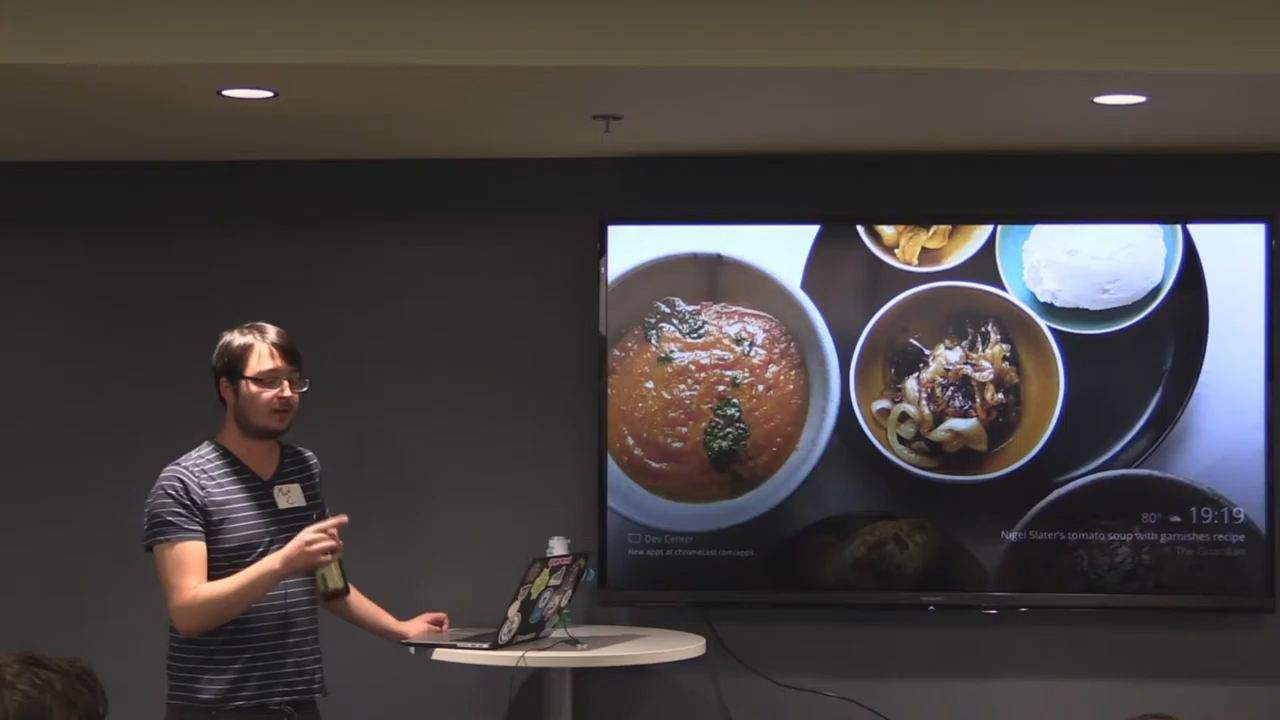 80° 19:19
Nigel Slater's tomato soup with garnishes recipe
The Guardian
Dev Center
New apps at chromecast.com/apps